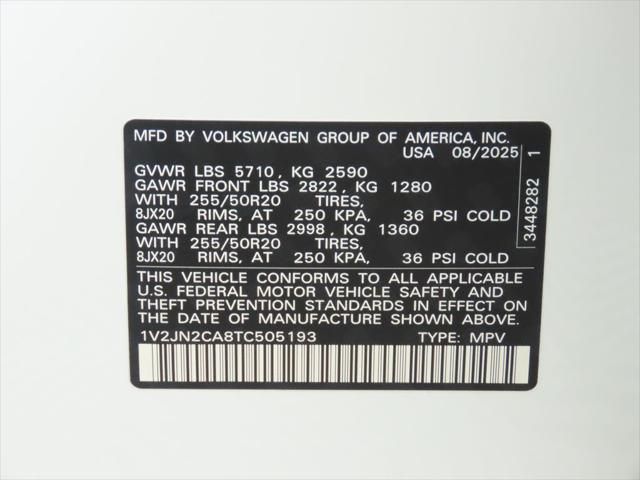 MFD BY VOLKSWAGEN GROUP OF AMERICA, INC.
USA 08/2025
GVWR LBS 5710, KG 2590
GAWR FRONT LBS 2822, KG 1280
WITH 255/50R20 TIRES,
8JX20 RIMS, AT 250 KPA, 36 PSI COLD
GAWR REAR LBS 2998, KG 1360
WITH 255/50R20 TIRES,
8JX20 RIMS, AT 250 KPA, 36 PSI COLD
THIS VEHICLE CONFORMS TO ALL APPLICABLE
U.S. FEDERAL MOTOR VEHICLE SAFETY AND
THEFT PREVENTION STANDARDS IN EFFECT ON
THE DATE OF MANUFACTURE SHOWN ABOVE.
1V2JN2CA8TC505193 TYPE: MPV
3448282 1